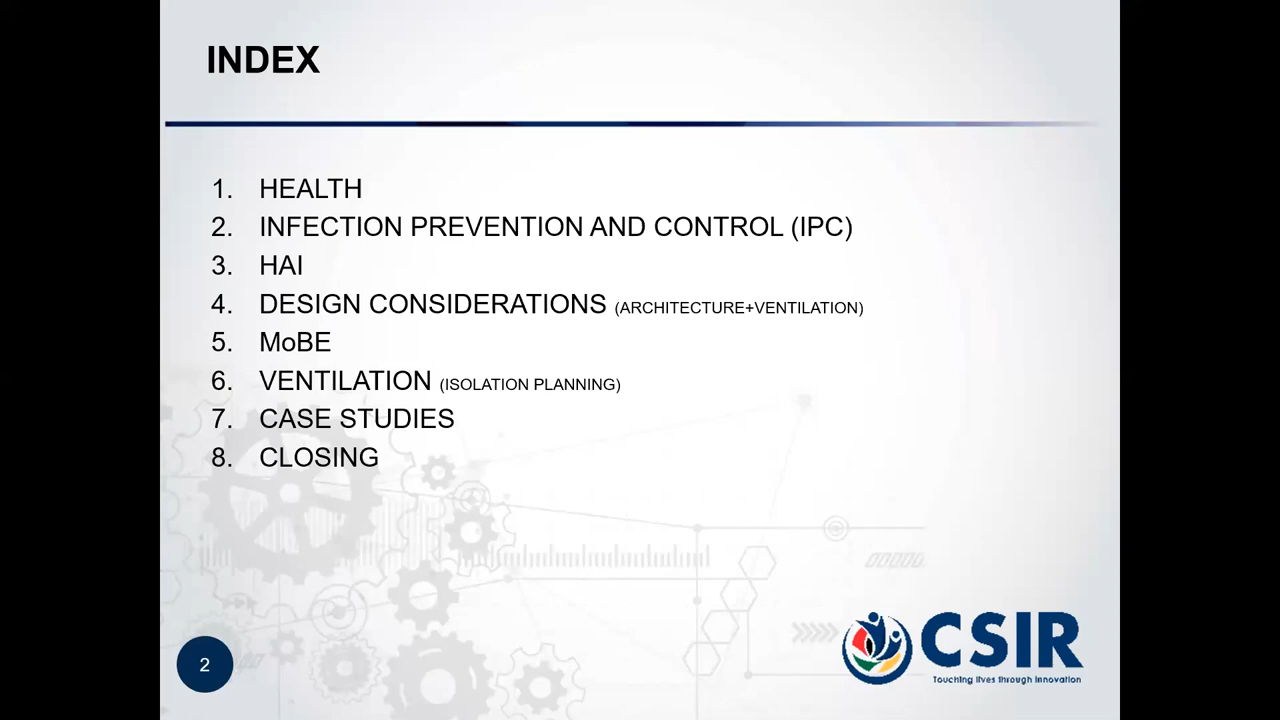 INDEX
1. HEALTH
2. INFECTION PREVENTION AND CONTROL (IPC)
3. HAI
4. DESIGN CONSIDERATIONS (ARCHITECTURE+VENTILATION)
5. MoBE
6. VENTILATION (ISOLATION PLANNING)
7. CASE STUDIES
8. CLOSING
2
CSIR
Touching lives through innovation